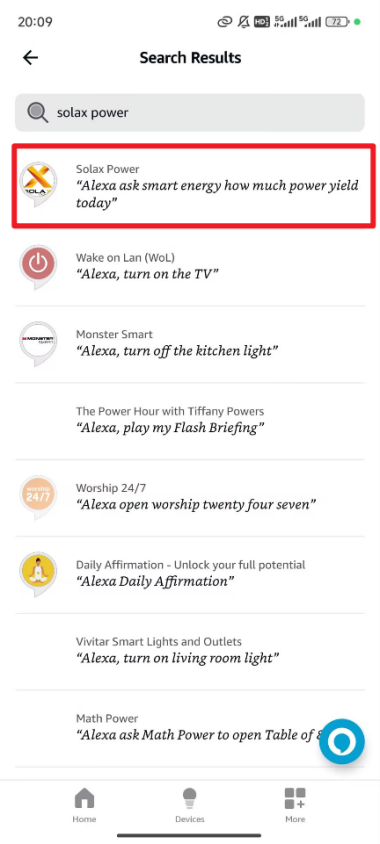 20:09
HD 5G 5G 72
Search Results
solax power
Solax Power
“Alexa ask smart energy how much power yield
today”
Wake on Lan (WoL)
“Alexa, turn on the TV”
MONSTER
Monster Smart
“Alexa, turn off the kitchen light”
The Power Hour with Tiffany Powers
“Alexa, play my Flash Briefing”
worship
24/7
Worship 24/7
“Alexa open worship twenty four seven”
Daily Affirmation - Unlock your full potential
“Alexa Daily Affirmation”
Vivitar Smart Lights and Outlets
“Alexa, turn on living room light”
Math Power
“Alexa ask Math Power to open Table of
Home
Devices
More